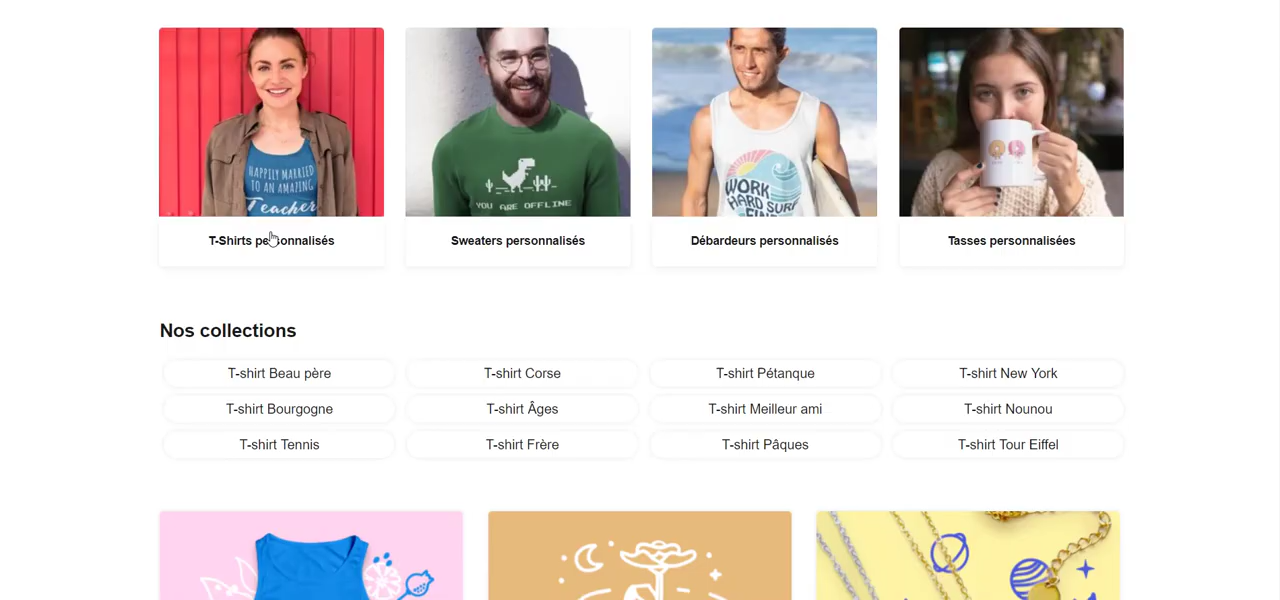 HAPPILY MARRIED
TO AN AMAZING
Teacher
YOU ARE OFFLINE
WORK
HARD SURF
T-Shirts personnalisés
Sweaters personnalisés
Débardeurs personnalisés
Tasses personnalisées
Nos collections
T-shirt Beau père
T-shirt Corse
T-shirt Pétanque
T-shirt New York
T-shirt Bourgogne
T-shirt Âges
T-shirt Meilleur ami
T-shirt Nounou
T-shirt Tennis
T-shirt Frère
T-shirt Pâques
T-shirt Tour Eiffel